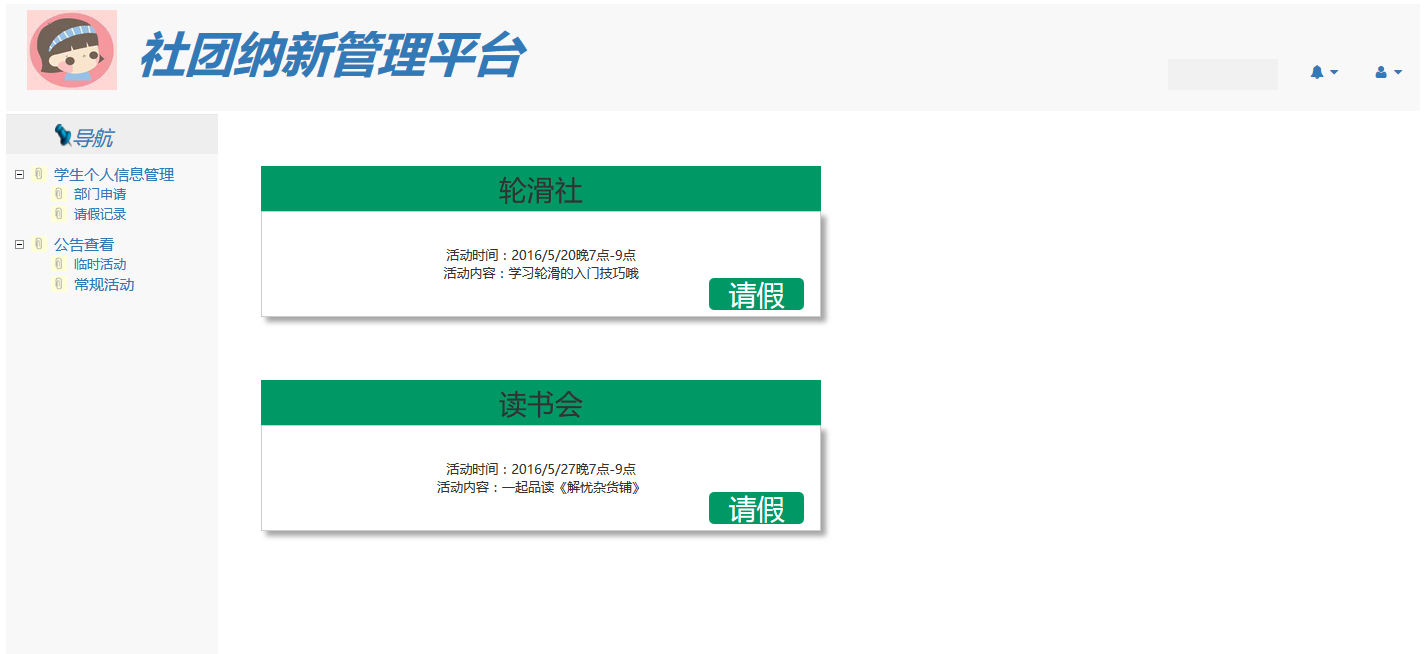 社团纳新管理平台
导航
学生个人信息管理
部门申请
请假记录
公告查看
临时活动
常规活动
轮滑社
活动时间：2016/5/20晚7点-9点
活动内容：学习轮滑的入门技巧哦
请假
读书会
活动时间：2016/5/27晚7点-9点
活动内容：一起品读《解忧杂货铺》
请假